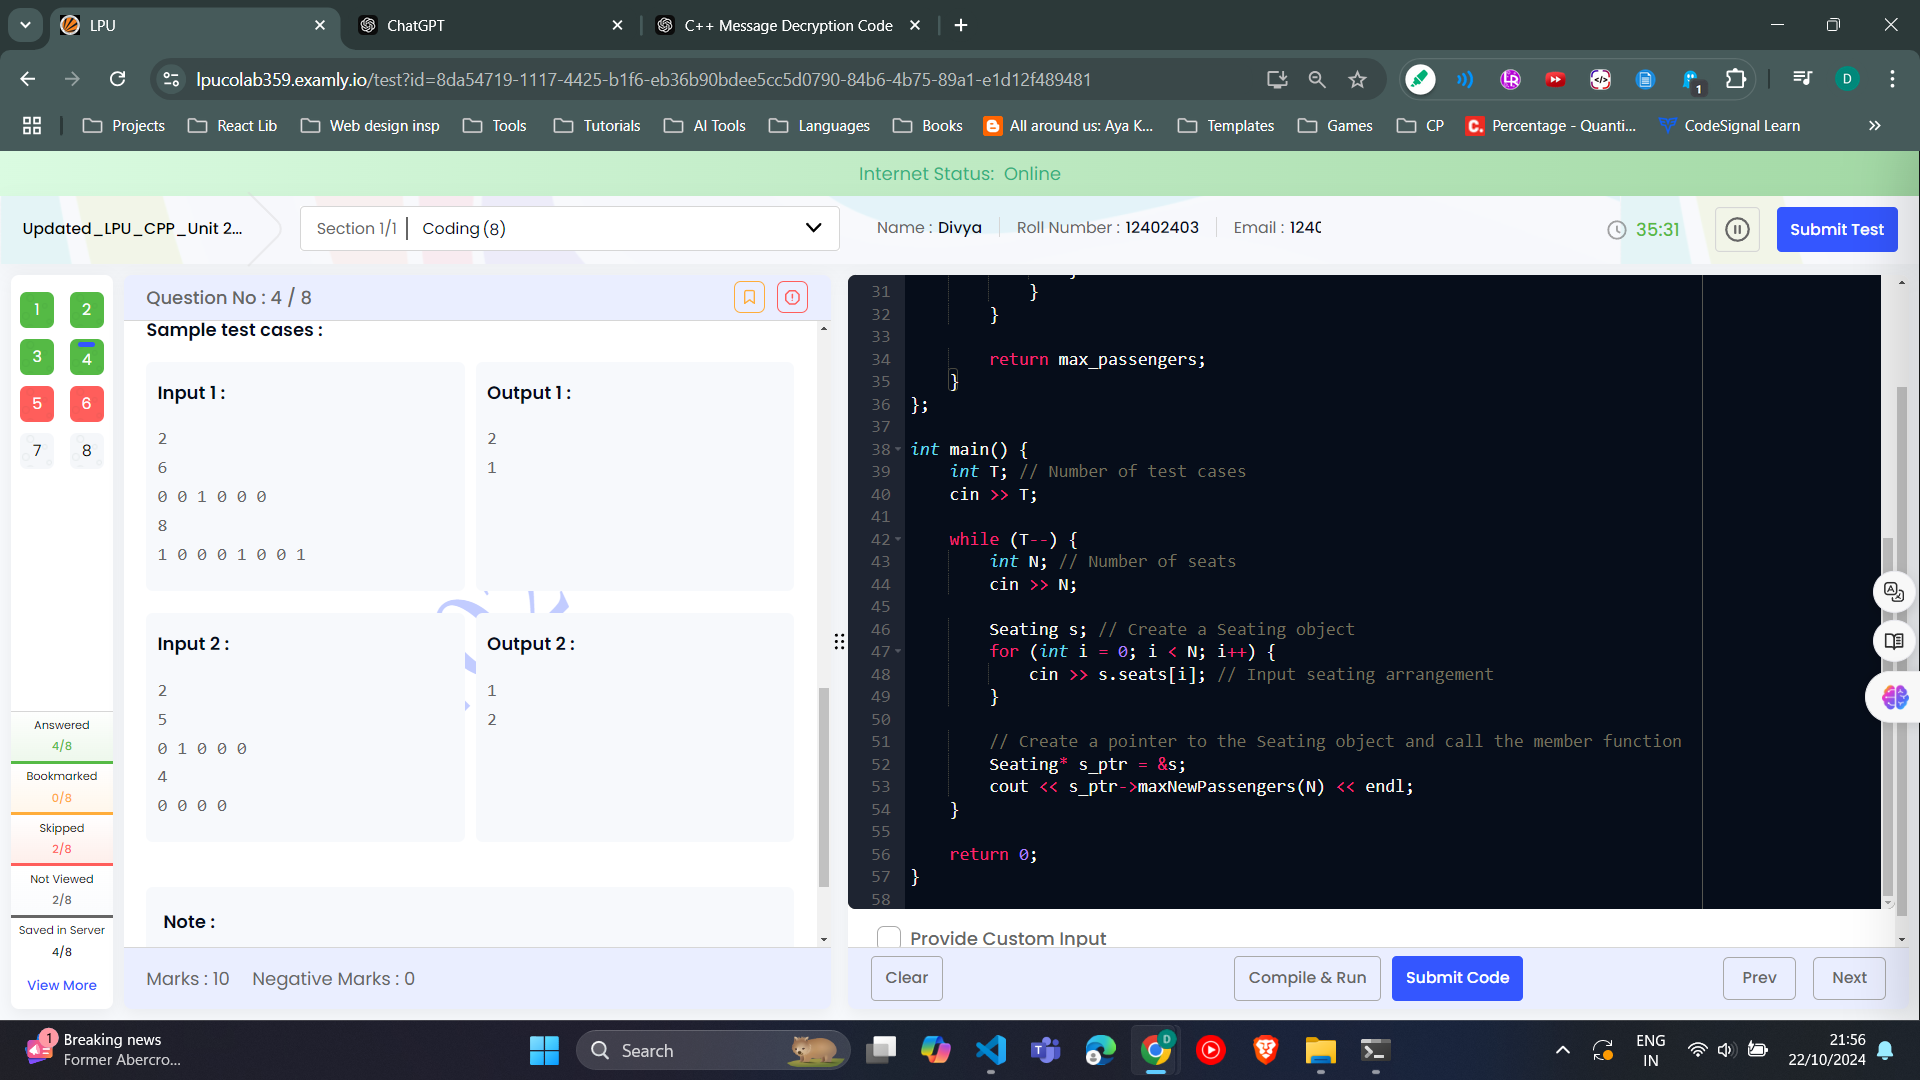 LPU
ChatGPT
C++ Message Decryption Code
lpucolab359.examly.io/test?id=8da54719-1117-4425-b1f6-eb36b90bdee5cc5d0790-84b6-4b75-89a1-e1d12f489481
1
D
Projects
React Lib
Web design insp
Tools
Tutorials
AI Tools
Languages
Books
All around us: Aya K...
Templates
Games
CP
Percentage - Quanti...
CodeSignal Learn
Internet Status: Online
Updated_LPU_CPP_Unit 2...
Section 1/1 | Coding (8)
Name : Divya
Roll Number : 12402403
Email : 1240
35:31
Submit Test
1 2
3 4
5 6
7 8
Answered
4/8
Bookmarked
0/8
Skipped
2/8
Not Viewed
2/8
Saved in Server
4/8
View More
Question No : 4 / 8
Sample test cases :
Input 1 :
2
6
0 0 1 0 0 0
8
1 0 0 0 1 0 0 1
Output 1 :
2
1
Input 2 :
2
5
0 1 0 0 0
4
0 0 0 0
Output 2 :
1
2
Note :
Marks : 10 Negative Marks : 0
31 }
32 }
33
34 return max_passengers;
35 }
36 };
37
38 int main() {
39 int T; // Number of test cases
40 cin >> T;
41
42 while (T--) {
43 int N; // Number of seats
44 cin >> N;
45
46 Seating s; // Create a Seating object
47 for (int i = 0; i < N; i++) {
48 cin >> s.seats[i]; // Input seating arrangement
49 }
50
51 // Create a pointer to the Seating object and call the member function
52 Seating* s_ptr = &s;
53 cout << s_ptr->maxNewPassengers(N) << endl;
54 }
55
56 return 0;
57 }
58
Provide Custom Input
Clear
Compile & Run
Submit Code
Prev
Next
1
Breaking news
Former Abercro...
Search
D
ENG
IN
21:56
22/10/2024